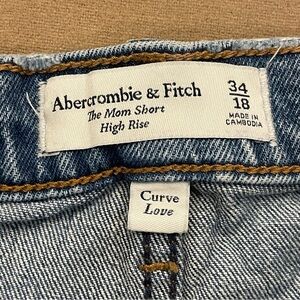 Abercrombie & Fitch
The Mom Short
High Rise
34
18
MADE IN
CAMBODIA
Curve
Love